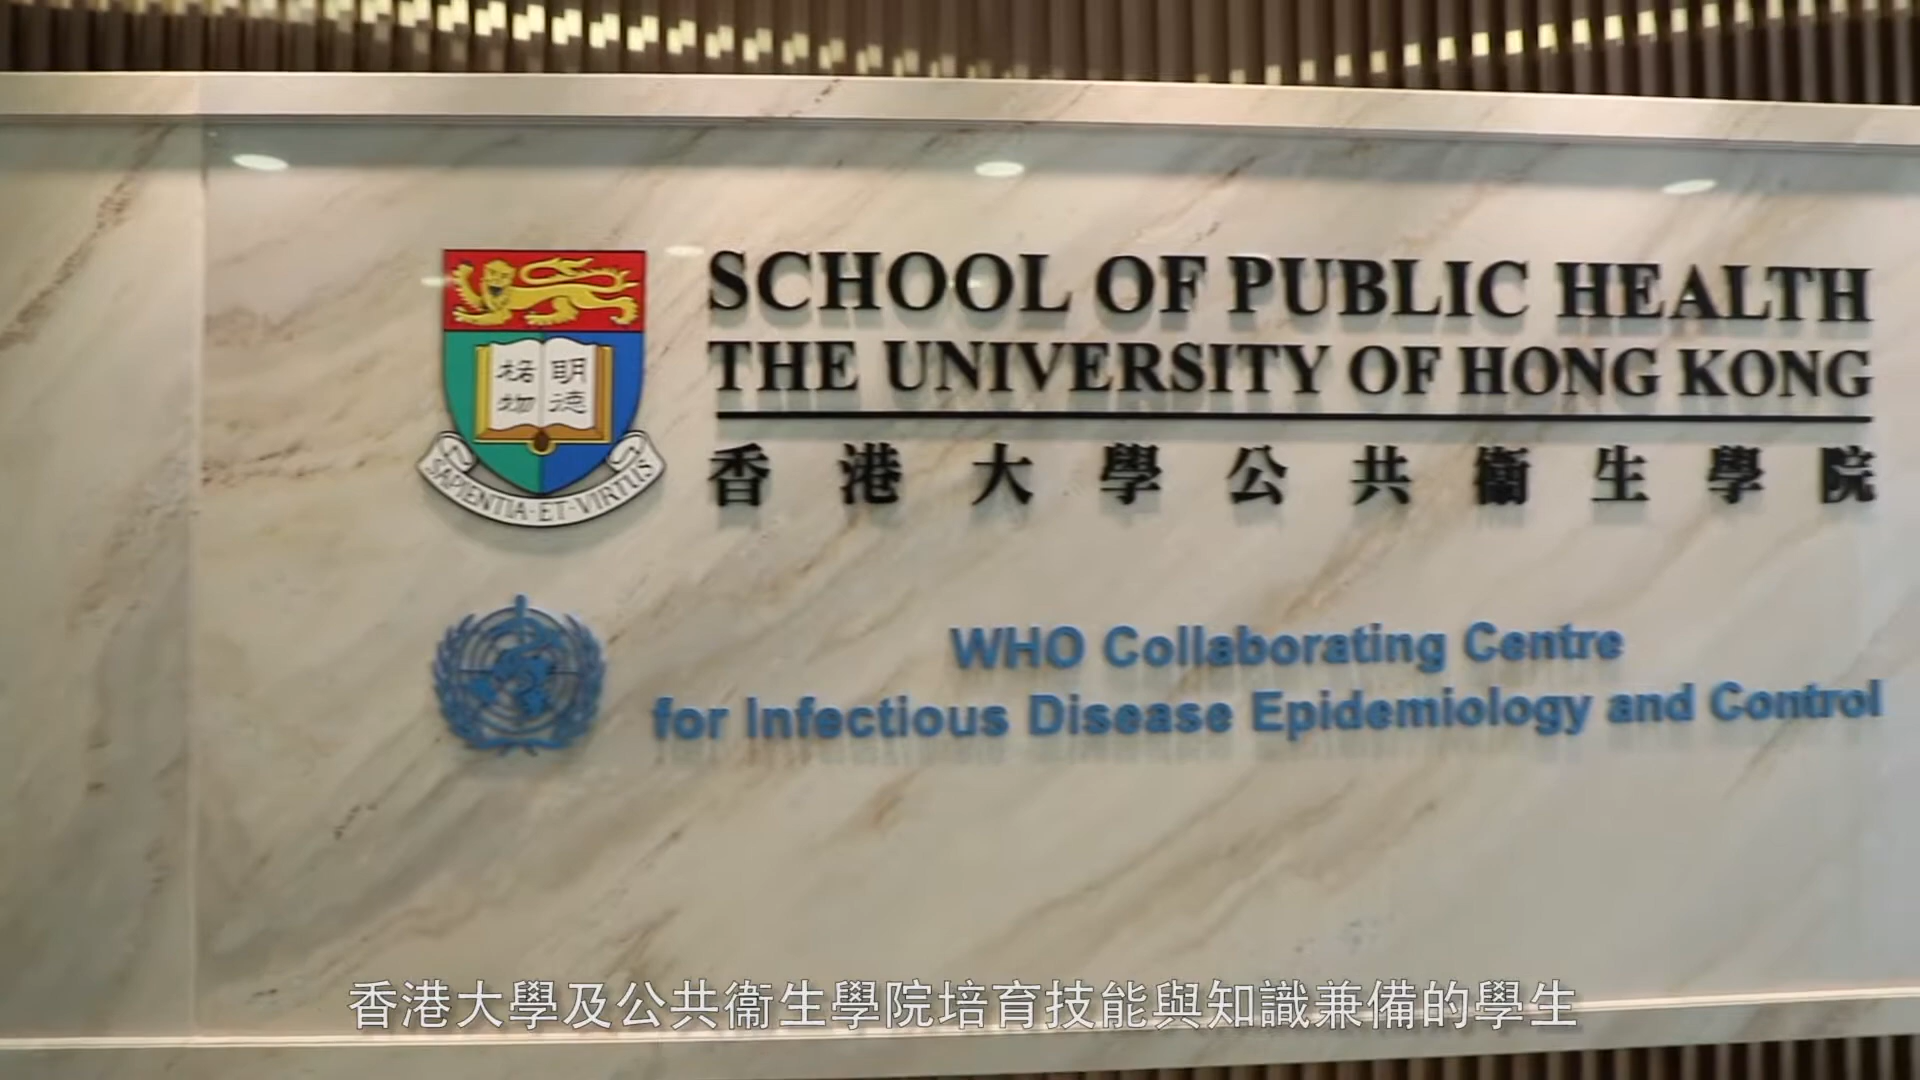 SCHOOL OF PUBLIC HEALTH
THE UNIVERSITY OF HONG KONG
香港大學公共衞生學院
明德
格物
SAPIENTIA·ET·VIRTUS
WHO Collaborating Centre
for Infectious Disease Epidemiology and Control
香港大學及公共衞生學院培育技能與知識兼備的學生